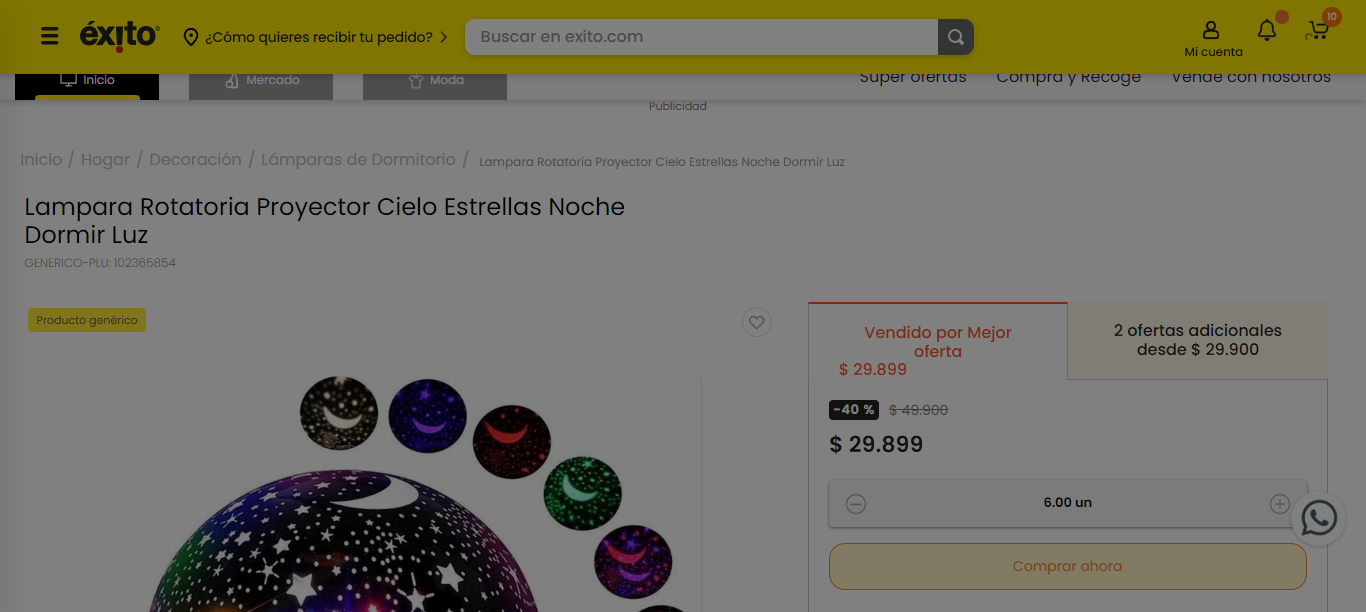 éxito
¿Cómo quieres recibir tu pedido?
Buscar en exito.com
10
Mi cuenta
Inicio
Mercado
Moda
Súper ofertas
Compra y Recoge
Vende con nosotros
Publicidad
Inicio / Hogar / Decoración / Lámparas de Dormitorio / Lampara Rotatoria Proyector Cielo Estrellas Noche Dormir Luz
Lampara Rotatoria Proyector Cielo Estrellas Noche
Dormir Luz
GENERICO-PLU: 102365854
Producto genérico
Vendido por Mejor
oferta
$ 29.899
2 ofertas adicionales
desde $ 29.900
-40 % $ 49.900
$ 29.899
6.00 un
Comprar ahora